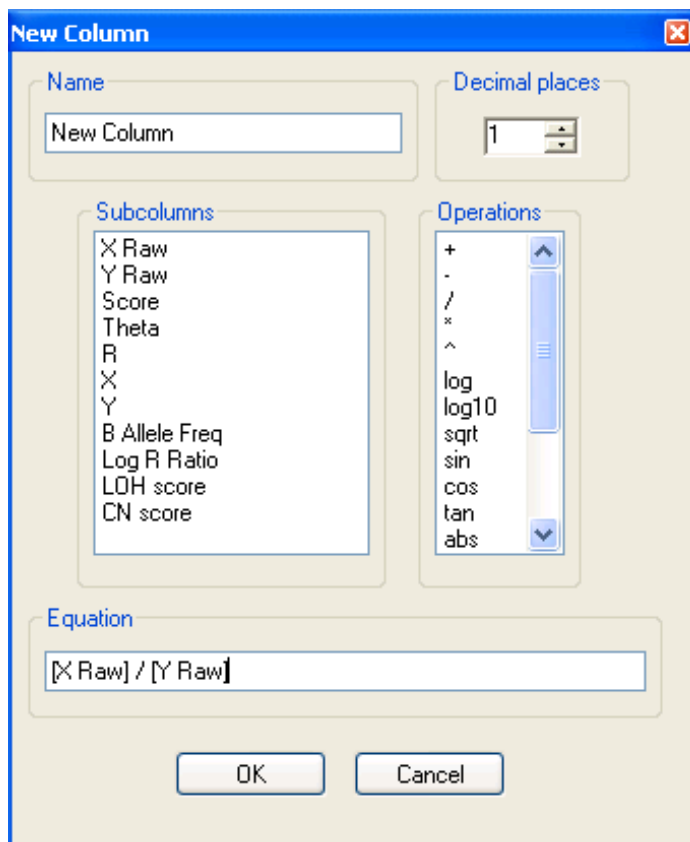 New Column
Name
New Column
Decimal places
1
Subcolumns
X Raw
Y Raw
Score
Theta
R
X
Y
B Allele Freq
Log R Ratio
LOH score
CN score
Operations
+
-
/
*
^
log
log10
sqrt
sin
cos
tan
abs
Equation
[X Raw] / [Y Raw]
OK
Cancel